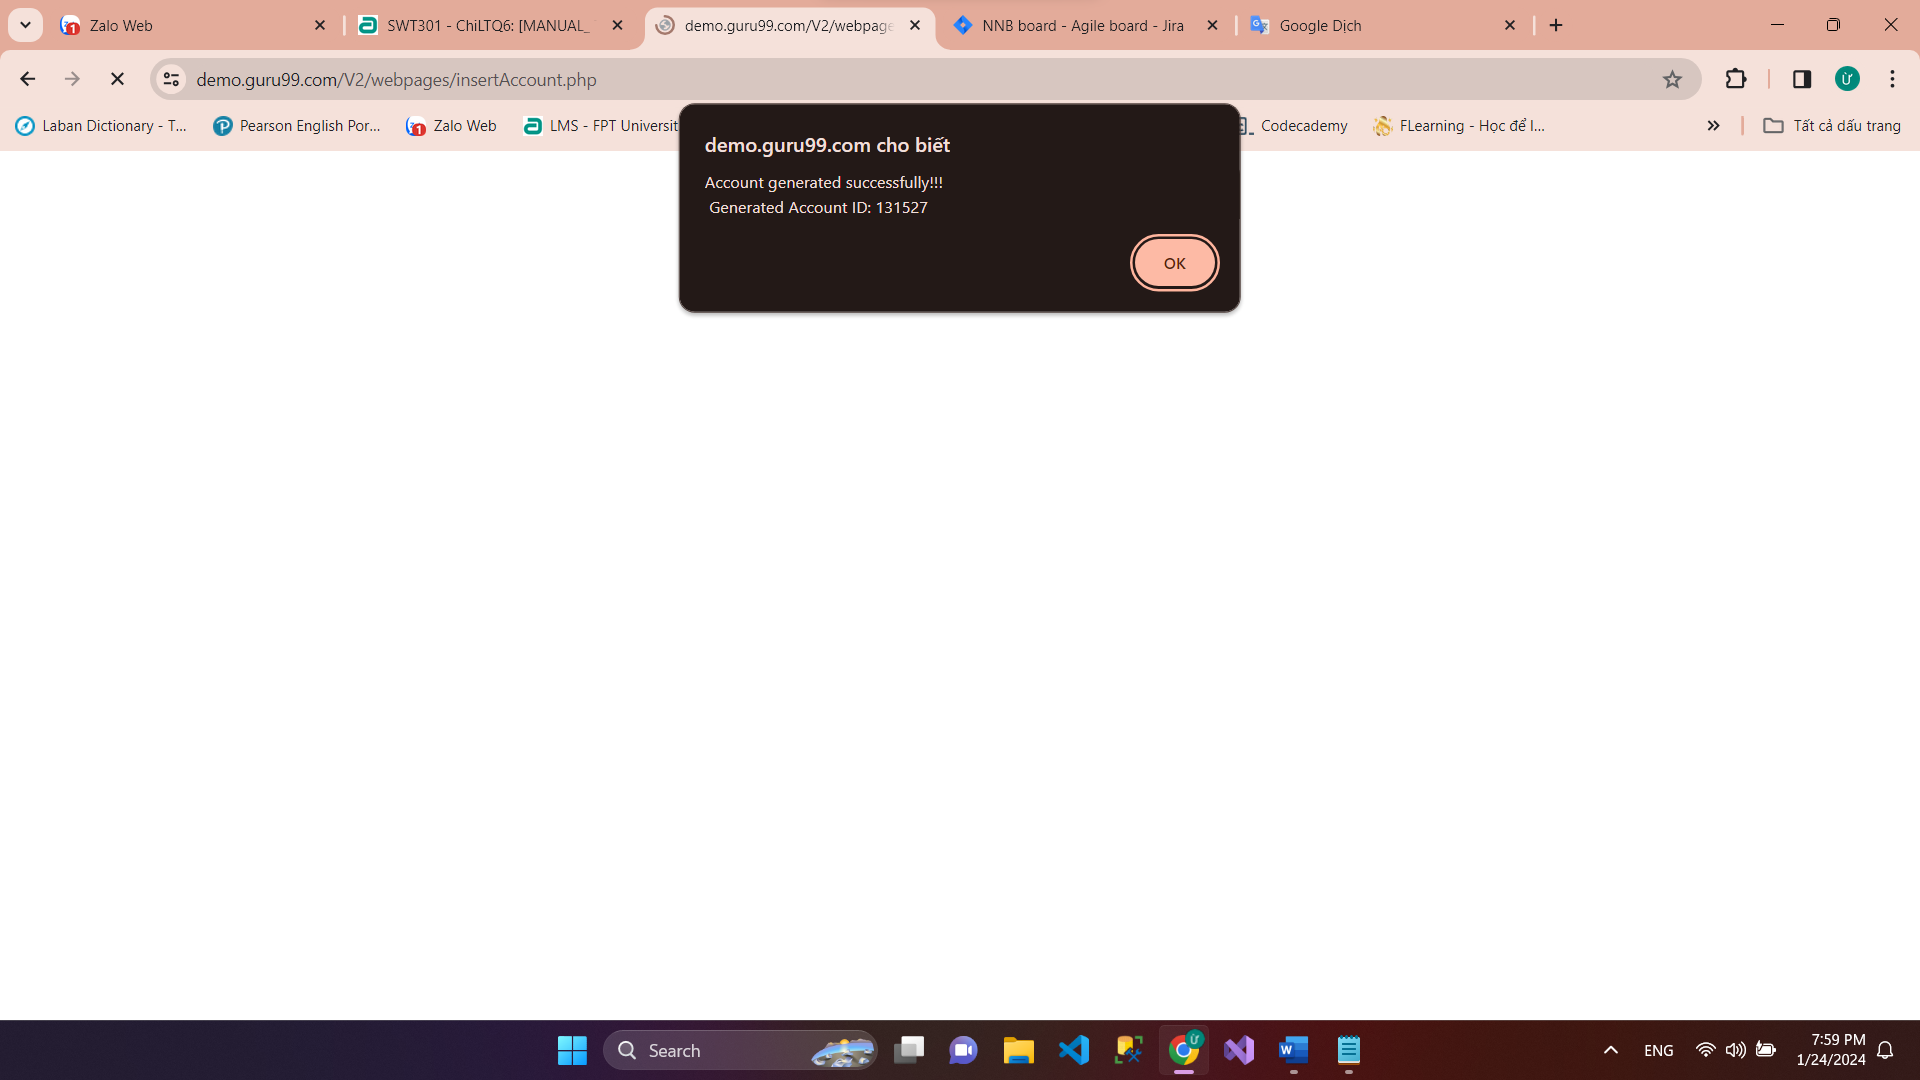 Zalo Web
SWT301 - ChiLTQ6: [MANUAL_
demo.guru99.com/V2/webpage
NNB board - Agile board - Jira
Google Dịch
demo.guru99.com/V2/webpages/insertAccount.php
Ừ
Laban Dictionary - T...
Pearson English Por...
Zalo Web
LMS - FPT Universit
Codecademy
FLearning - Học để l...
Tất cả dấu trang
demo.guru99.com cho biết
Account generated successfully!!!
Generated Account ID: 131527
OK
Search
ENG
7:59 PM
1/24/2024